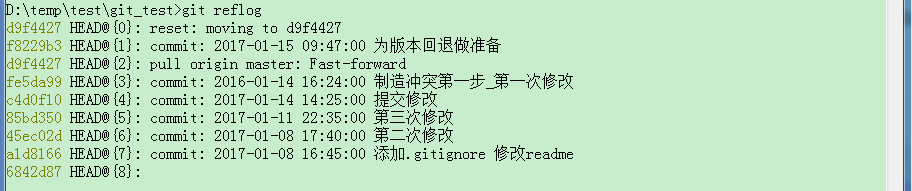 D:\temp\test\git_test>git reflog
d9f4427 HEAD@{0}: reset: moving to d9f4427
f8229b3 HEAD@{1}: commit: 2017-01-15 09:47:00 为版本回退做准备
d9f4427 HEAD@{2}: pull origin master: Fast-forward
fe5da99 HEAD@{3}: commit: 2016-01-14 16:24:00 制造冲突第一步_第一次修改
c4d0f10 HEAD@{4}: commit: 2017-01-14 14:25:00 提交修改
85bd350 HEAD@{5}: commit: 2017-01-11 22:35:00 第三次修改
45ec02d HEAD@{6}: commit: 2017-01-08 17:40:00 第二次修改
a1d8166 HEAD@{7}: commit: 2017-01-08 16:45:00 添加.gitignore 修改readme
6842d87 HEAD@{8}: